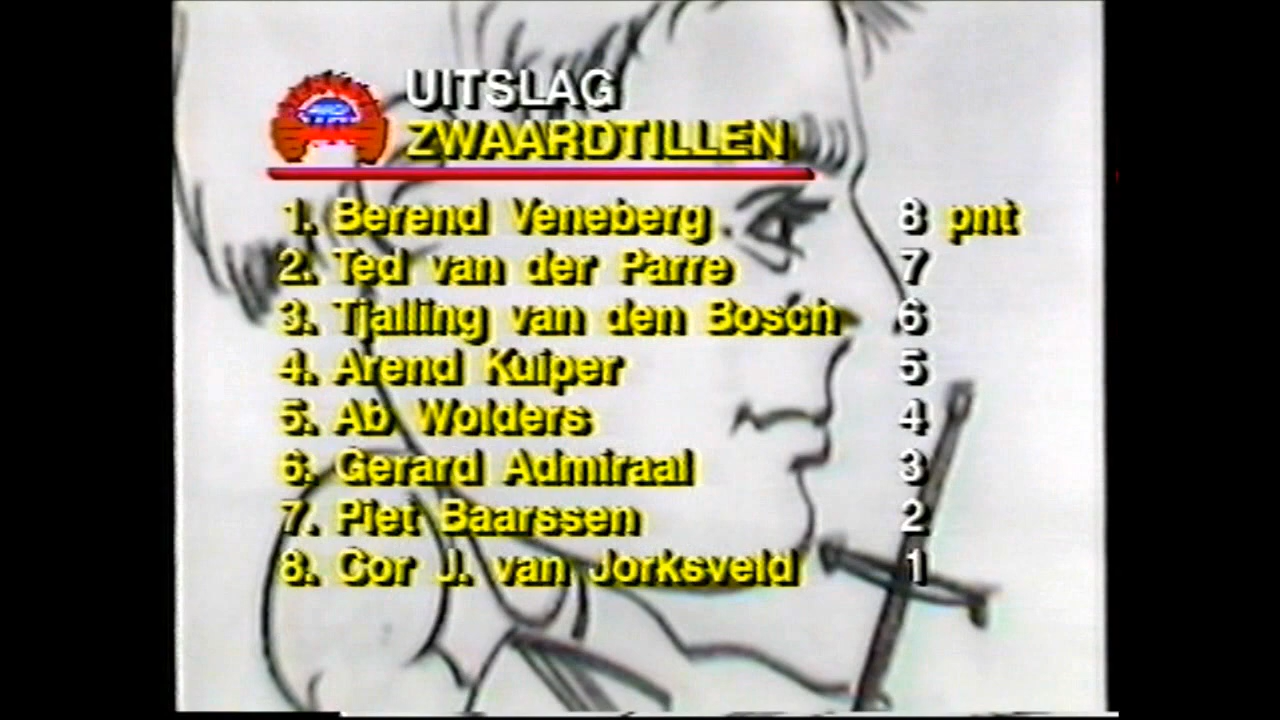 UITSLAG
ZWAARDTILLEN
1. Berend Veneberg 8 pnt
2. Ted van der Parre 7
3. Tjalling van den Bosch 6
4. Arend Kuiper 5
5. Ab Wolders 4
6. Gerard Admiraal 3
7. Piet Baarssen 2
8. Cor J. van Jorksveld 1